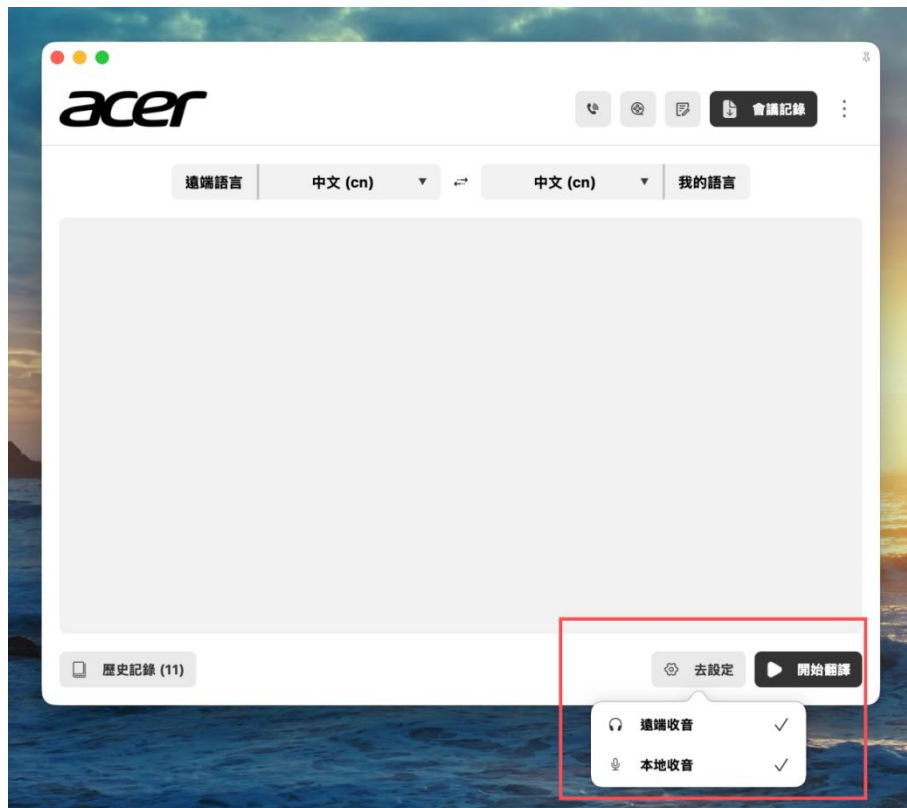 acer
會議記錄
遠端語言 中文 (cn) ▼ ⇌ 中文 (cn) ▼ 我的語言
歷史記錄 (11)
去設定
開始翻譯
遠端收音 ✓
本地收音 ✓